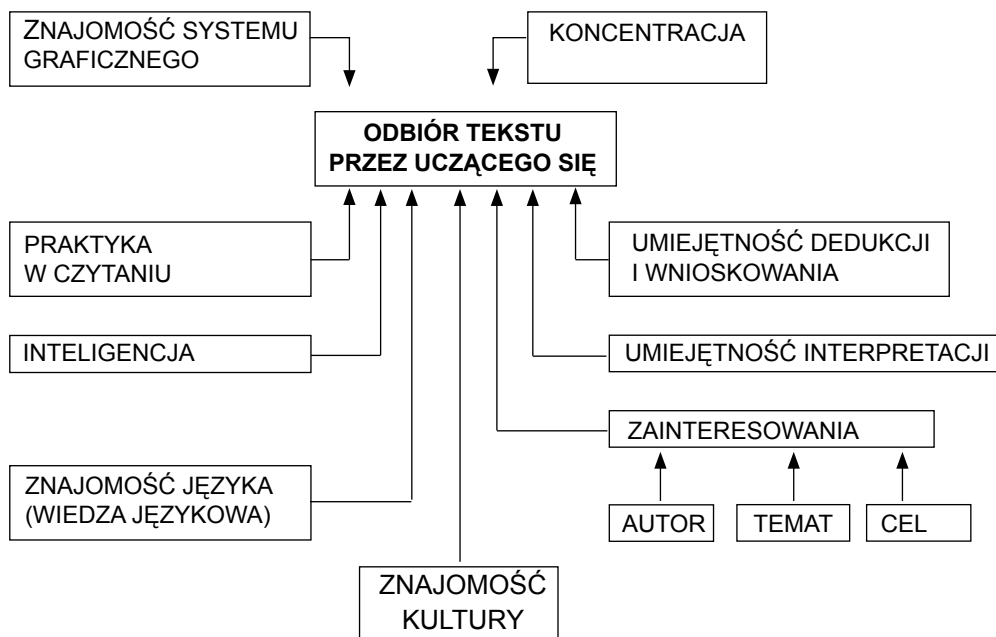 ZNAJOMOŚĆ SYSTEMU
GRAFICZNEGO
KONCENTRACJA
ODBIÓR TEKSTU
PRZEZ UCZĄCEGO SIĘ
PRAKTYKA
W CZYTANIU
UMIEJĘTNOŚĆ DEDUKCJI
I WNIOSKOWANIA
INTELIGENCJA
UMIEJĘTNOŚĆ INTERPRETACJI
ZAINTERESOWANIA
ZNAJOMOŚĆ JĘZYKA
(WIEDZA JĘZYKOWA)
AUTOR
TEMAT
CEL
ZNAJOMOŚĆ
KULTURY